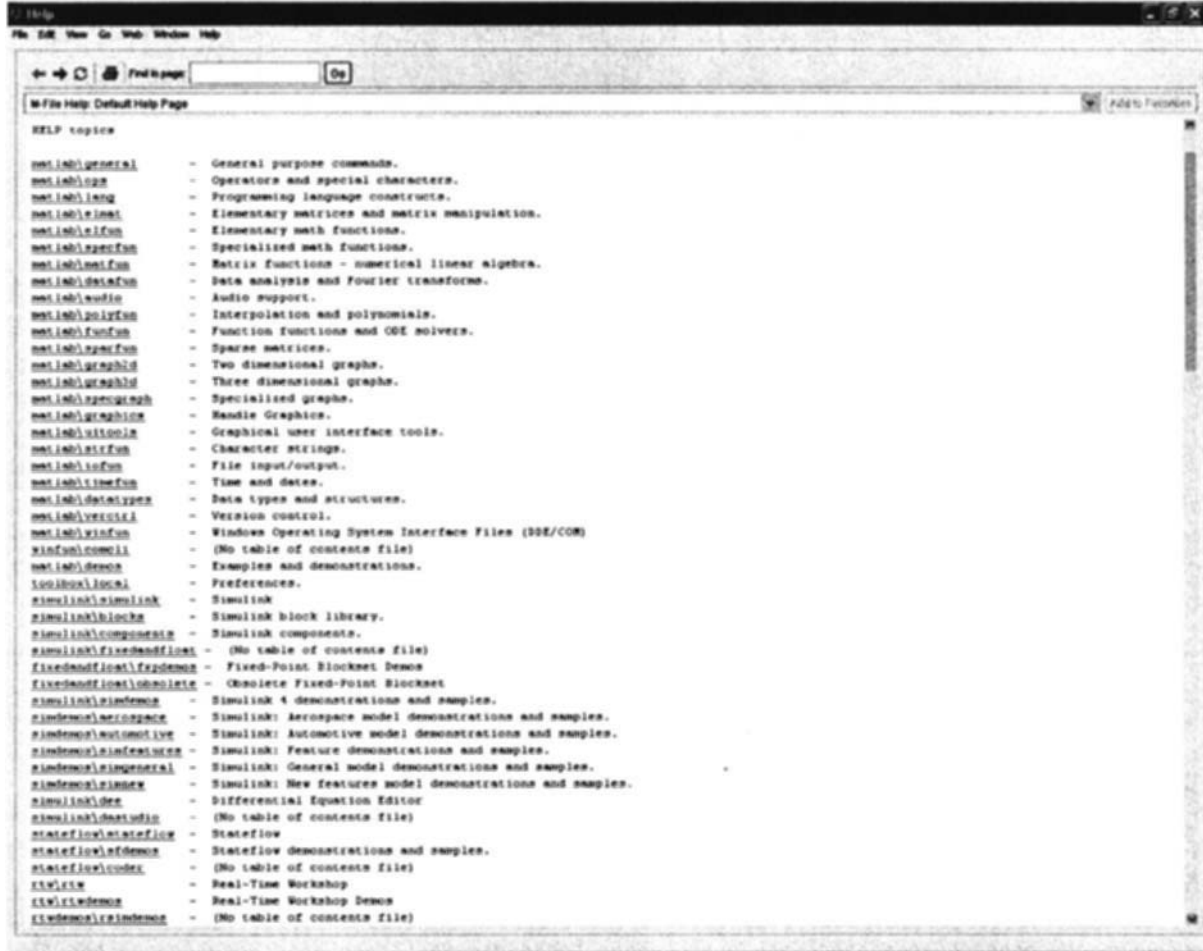 Help
File Edit View Go Web Window Help
Find in page: Go
M-File Help: Default Help Page Add to Favorites
HELP topics
matlab\general - General purpose commands.
matlab\ops - Operators and special characters.
matlab\lang - Programming language constructs.
matlab\elmat - Elementary matrices and matrix manipulation.
matlab\elfun - Elementary math functions.
matlab\specfun - Specialized math functions.
matlab\matfun - Matrix functions - numerical linear algebra.
matlab\datafun - Data analysis and Fourier transforms.
matlab\audio - Audio support.
matlab\polyfun - Interpolation and polynomials.
matlab\funfun - Function functions and ODE solvers.
matlab\sparfun - Sparse matrices.
matlab\graph2d - Two dimensional graphs.
matlab\graph3d - Three dimensional graphs.
matlab\specgraph - Specialized graphs.
matlab\graphics - Handle Graphics.
matlab\uitools - Graphical user interface tools.
matlab\strfun - Character strings.
matlab\iofun - File input/output.
matlab\timefun - Time and dates.
matlab\datatypes - Data types and structures.
matlab\verctrl - Version control.
matlab\winfun - Windows Operating System Interface Files (DDE/COM)
winfun\comcli - (No table of contents file)
matlab\demos - Examples and demonstrations.
toolbox\local - Preferences.
simulink\simulink - Simulink
simulink\blocks - Simulink block library.
simulink\components - Simulink components.
simulink\fixedandfloat - (No table of contents file)
fixedandfloat\fxpdemos - Fixed-Point Blockset Demos
fixedandfloat\obsolete - Obsolete Fixed-Point Blockset
simulink\simdemos - Simulink 4 demonstrations and samples.
simdemos\aerospace - Simulink: Aerospace model demonstrations and samples.
simdemos\automotive - Simulink: Automotive model demonstrations and samples.
simdemos\simfeatures - Simulink: Feature demonstrations and samples.
simdemos\simgeneral - Simulink: General model demonstrations and samples.
simdemos\simnew - Simulink: New features model demonstrations and samples.
simulink\dee - Differential Equation Editor
simulink\dastudio - (No table of contents file)
stateflow\stateflow - Stateflow
stateflow\sfdemos - Stateflow demonstrations and samples.
stateflow\coder - (No table of contents file)
rtw\rtw - Real-Time Workshop
rtw\rtwdemos - Real-Time Workshop Demos
rtwdemos\rsimdemos - (No table of contents file)